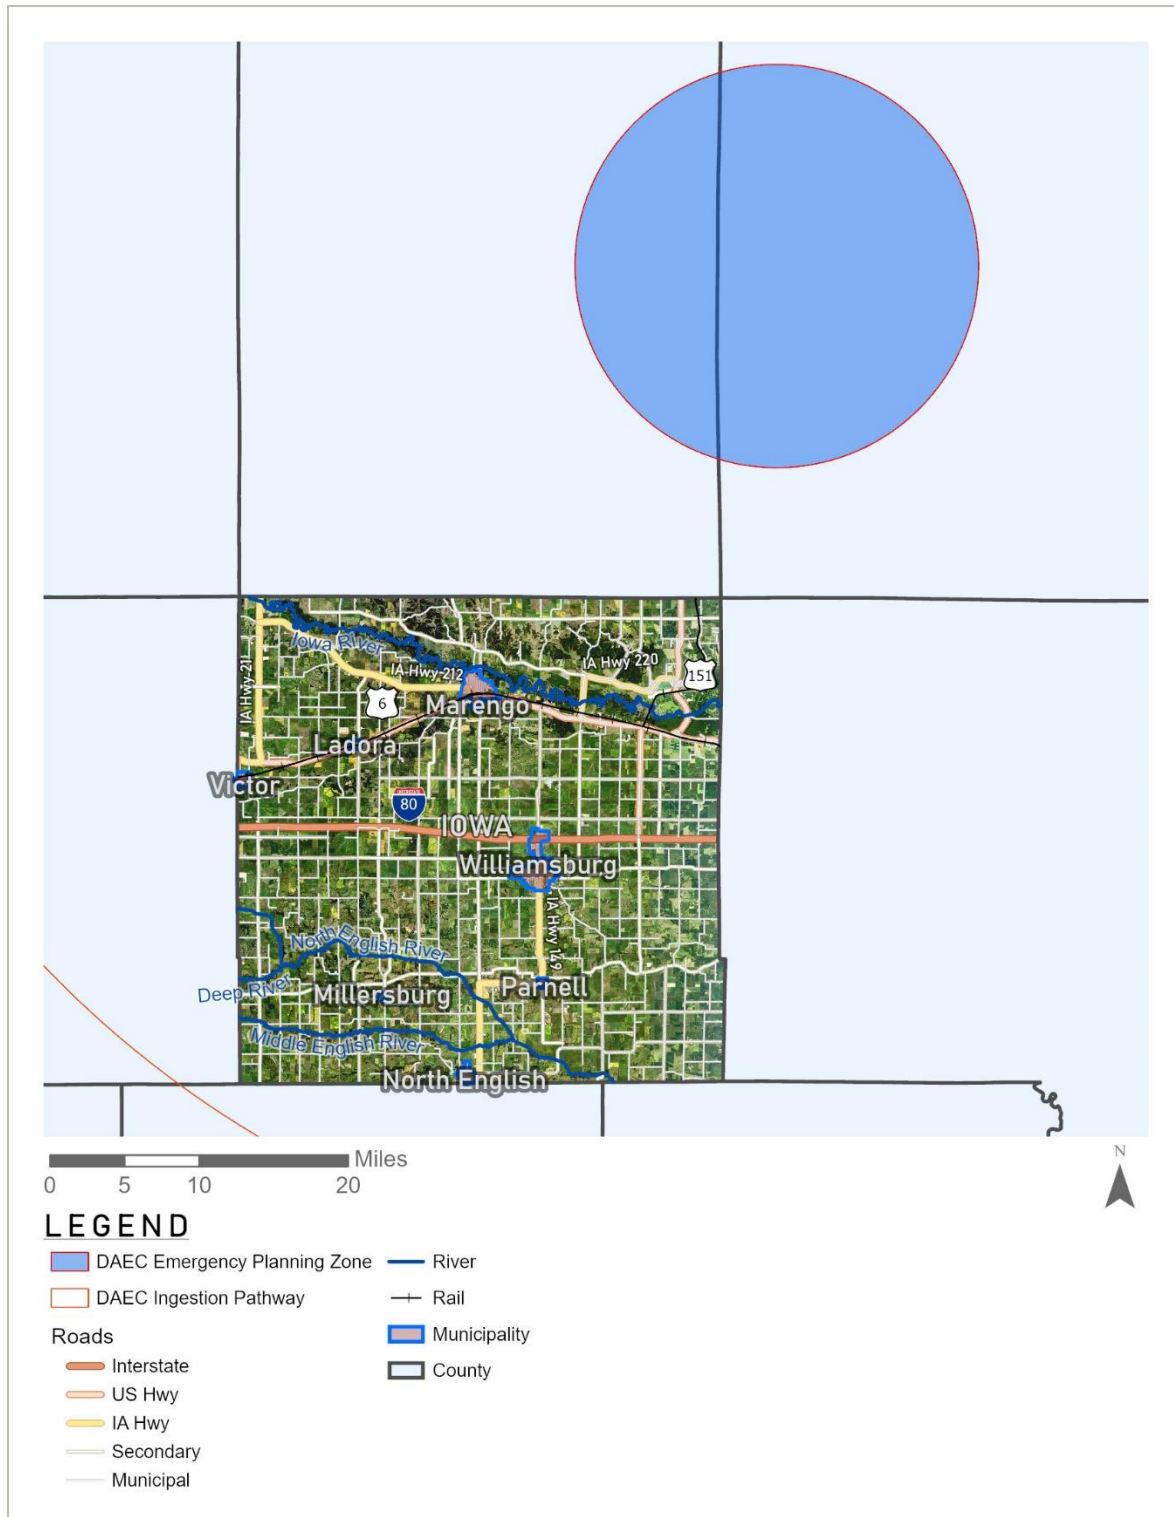 Iowa River
IA Hwy 21
IA Hwy 212
IA Hwy 220
151
6
Marengo
Ladora
Victor
80
IOWA
Williamsburg
IA Hwy 149
North English River
Deep River
Millersburg
Parnell
Middle English River
North English
Miles
0 5 10 20
N
LEGEND
DAEC Emergency Planning Zone
DAEC Ingestion Pathway
Roads
Interstate
US Hwy
IA Hwy
Secondary
Municipal
River
Rail
Municipality
County